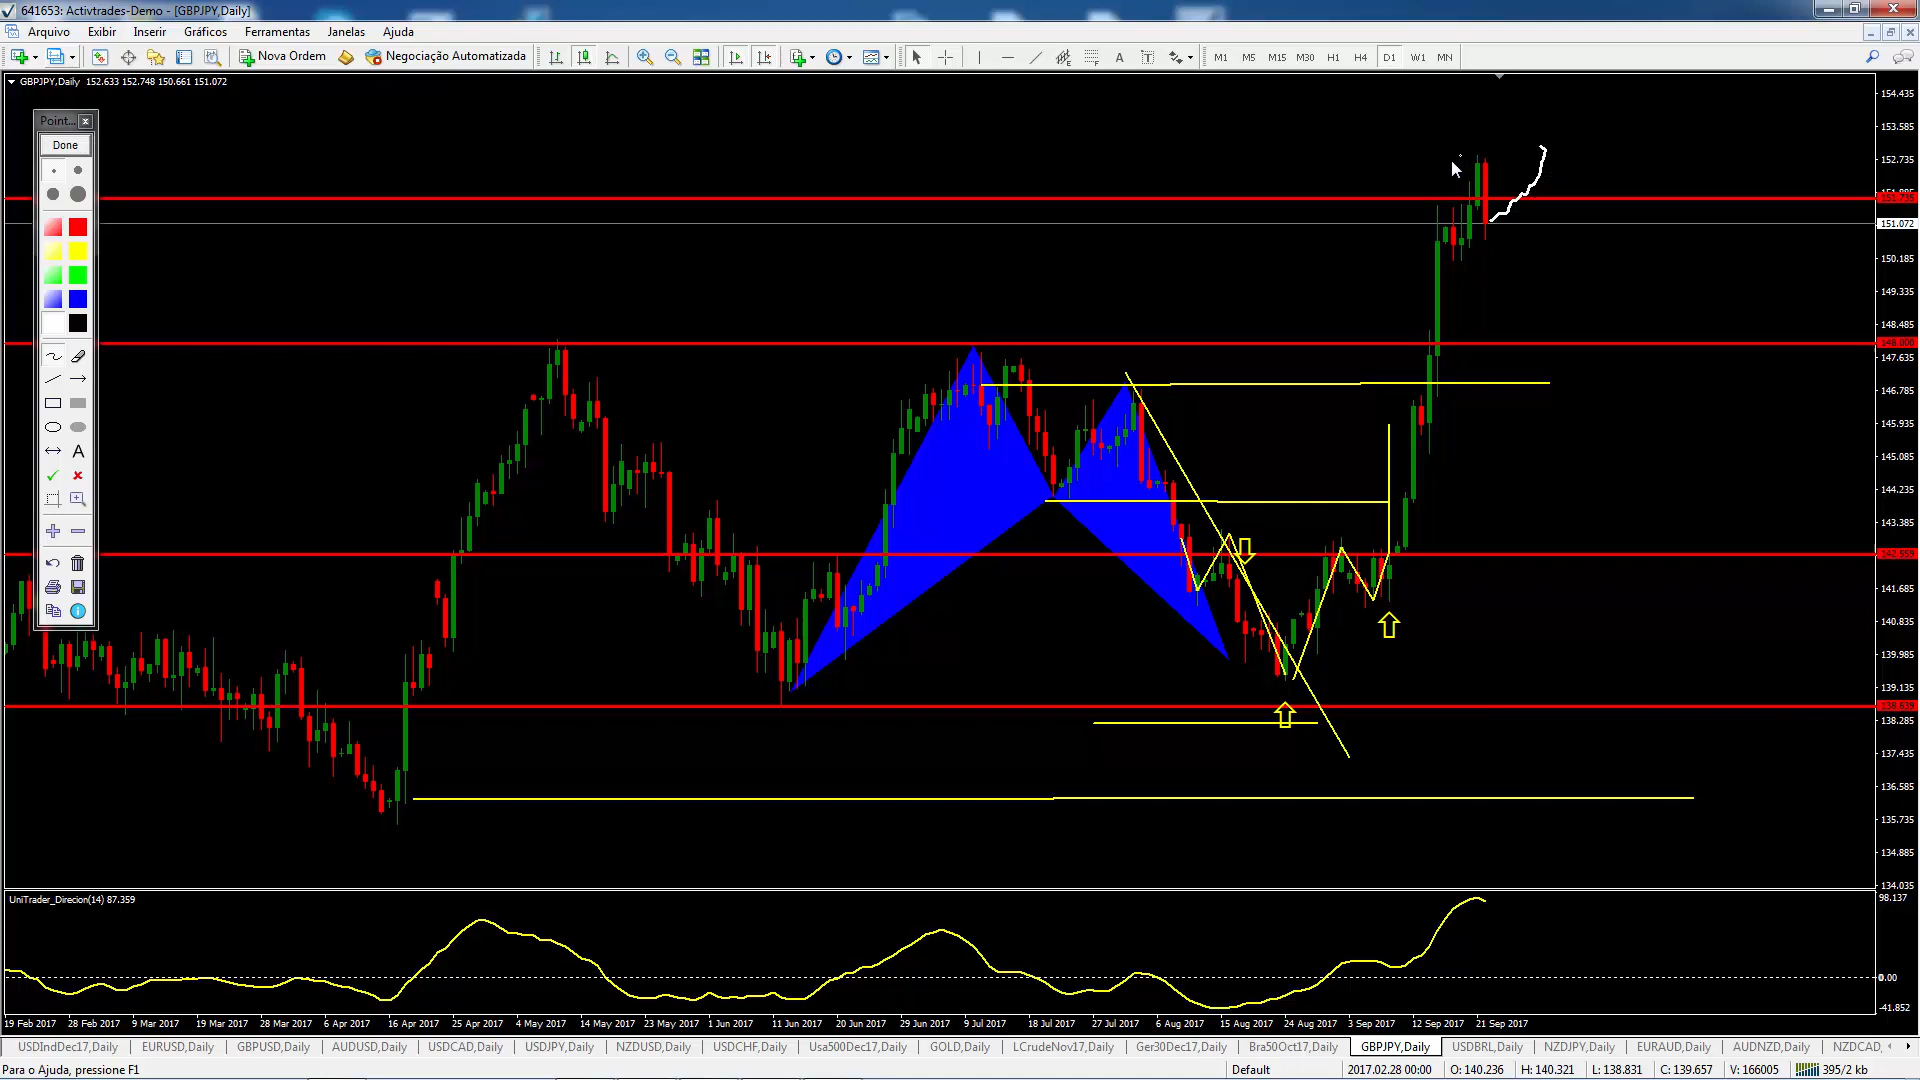 641653: Activtrades-Demo - [GBPJPY,Daily]
Arquivo Exibir Inserir Gráficos Ferramentas Janelas Ajuda
Nova Ordem Negociação Automatizada A T M1 M5 M15 M30 H1 H4 D1 W1 MN
GBPJPY,Daily 152.633 152.748 150.661 151.072
Point...
Done
A
154.435
153.585
152.735
151.735
151.072
150.185
149.335
148.485
148.000
147.635
146.785
145.935
145.085
144.235
143.385
142.559
141.685
140.835
139.985
139.135
138.639
138.285
137.435
136.585
135.735
134.885
134.035
UniTrader_Direcion(14) 87.359
98.137
0.00
-41.852
19 Feb 2017 28 Feb 2017 9 Mar 2017 19 Mar 2017 28 Mar 2017 6 Apr 2017 16 Apr 2017 25 Apr 2017 4 May 2017 14 May 2017 23 May 2017 1 Jun 2017 11 Jun 2017 20 Jun 2017 29 Jun 2017 9 Jul 2017 18 Jul 2017 27 Jul 2017 6 Aug 2017 15 Aug 2017 24 Aug 2017 3 Sep 2017 12 Sep 2017 21 Sep 2017
USDIndDec17,Daily EURUSD,Daily GBPUSD,Daily AUDUSD,Daily USDCAD,Daily USDJPY,Daily NZDUSD,Daily USDCHF,Daily Usa500Dec17,Daily GOLD,Daily LCrudeNov17,Daily Ger30Dec17,Daily Bra50Oct17,Daily GBPJPY,Daily USDBRL,Daily NZDJPY,Daily EURAUD,Daily AUDNZD,Daily NZDCAD,
Para o Ajuda, pressione F1 Default 2017.02.28 00:00 O: 140.236 H: 140.321 L: 138.831 C: 139.657 V: 166005 395/2 kb